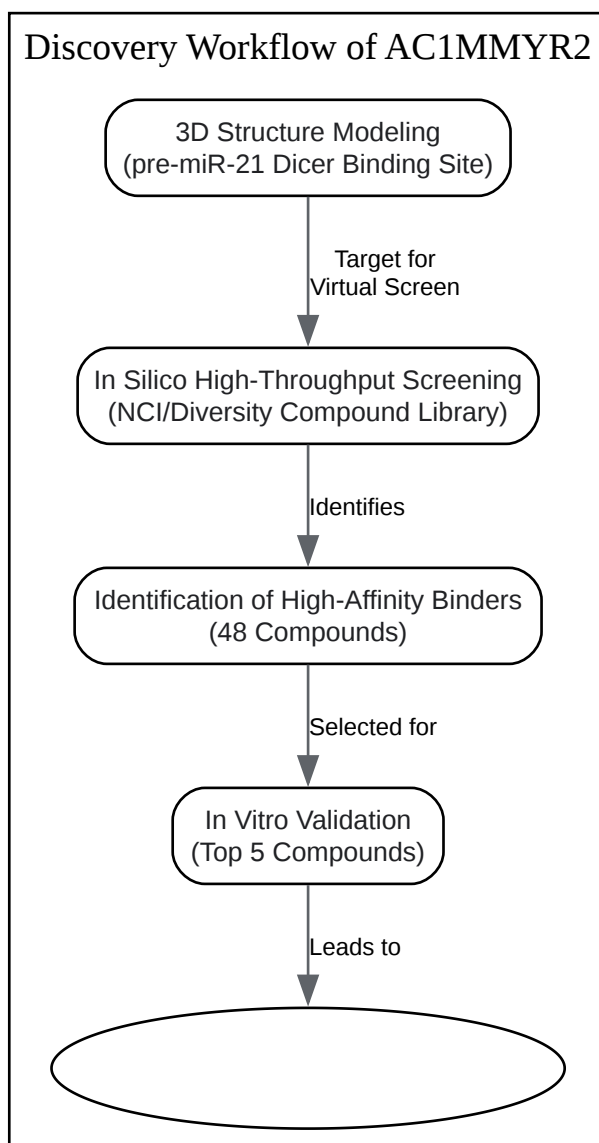 Discovery Workflow of AC1MMYR2
3D Structure Modeling
(pre-miR-21 Dicer Binding Site)
Target for
Virtual Screen
In Silico High-Throughput Screening
(NCI/Diversity Compound Library)
Identifies
Identification of High-Affinity Binders
(48 Compounds)
Selected for
In Vitro Validation
(Top 5 Compounds)
Leads to